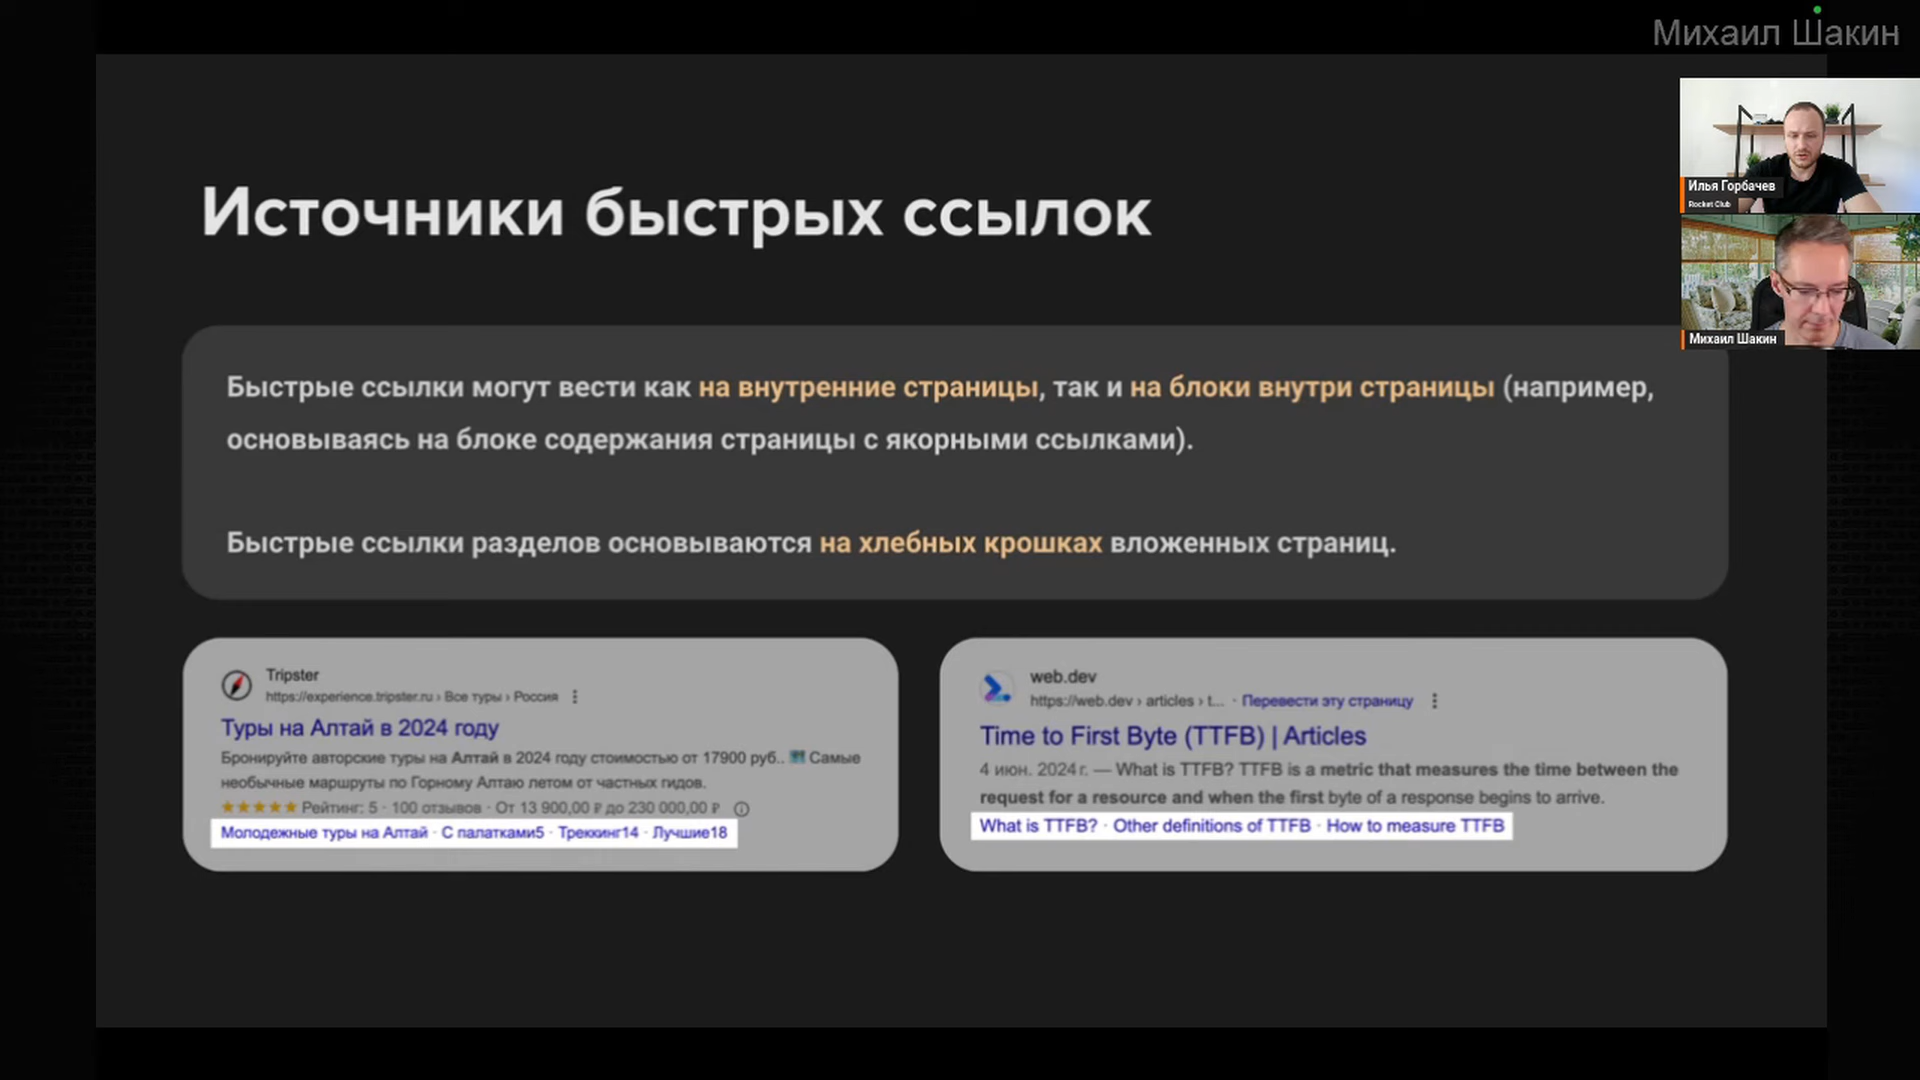 Михаил Шакин
Илья Горбачев
Rocket Club
Михаил Шакин
Источники быстрых ссылок
Быстрые ссылки могут вести как на внутренние страницы, так и на блоки внутри страницы (например,
основываясь на блоке содержания страницы с якорными ссылками).
Быстрые ссылки разделов основываются на хлебных крошках вложенных страниц.
Tripster
https://experience.tripster.ru › Все туры › Россия
Туры на Алтай в 2024 году
Бронируйте авторские туры на Алтай в 2024 году стоимостью от 17900 руб.. Самые
необычные маршруты по Горному Алтаю летом от частных гидов.
★★★★★ Рейтинг: 5 · 100 отзывов · От 13 900,00 ₽ до 230 000,00 ₽
Молодежные туры на Алтай · С палатками5 · Треккинг14 · Лучшие18
web.dev
https://web.dev › articles › t... · Перевести эту страницу
Time to First Byte (TTFB) | Articles
4 июн. 2024 г. — What is TTFB? TTFB is a metric that measures the time between the
request for a resource and when the first byte of a response begins to arrive.
What is TTFB? · Other definitions of TTFB · How to measure TTFB